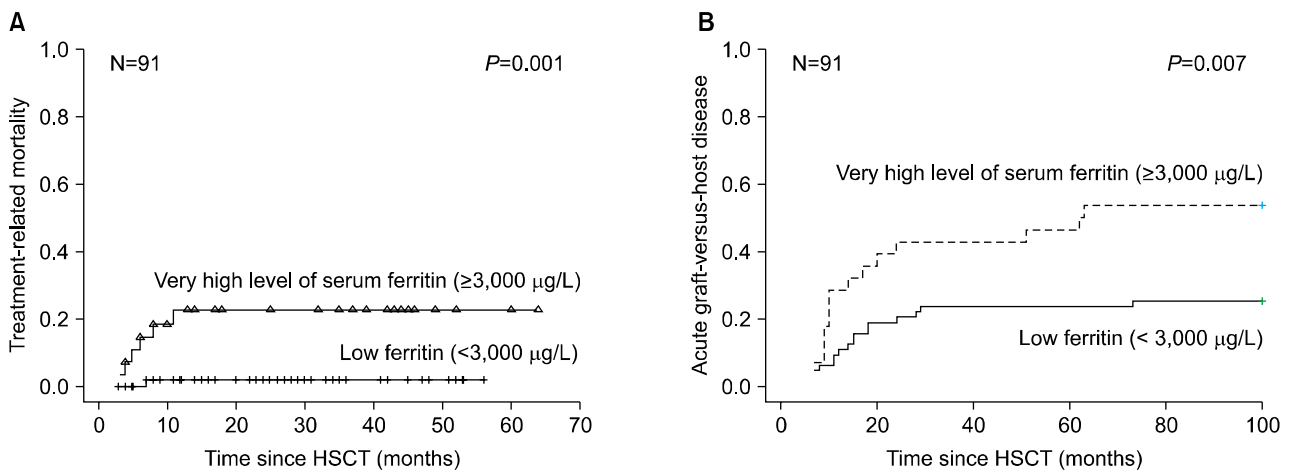 A
Treatment-related mortality
1.0
0.8
0.6
0.4
0.2
0.0
N=91
P=0.001
Very high level of serum ferritin (≥3,000 μg/L)
Low ferritin (<3,000 μg/L)
0 10 20 30 40 50 60 70
Time since HSCT (months)
B
Acute graft-versus-host disease
1.0
0.8
0.6
0.4
0.2
0.0
N=91
P=0.007
Very high level of serum ferritin (≥3,000 μg/L)
Low ferritin (< 3,000 μg/L)
0 20 40 60 80 100
Time since HSCT (months)